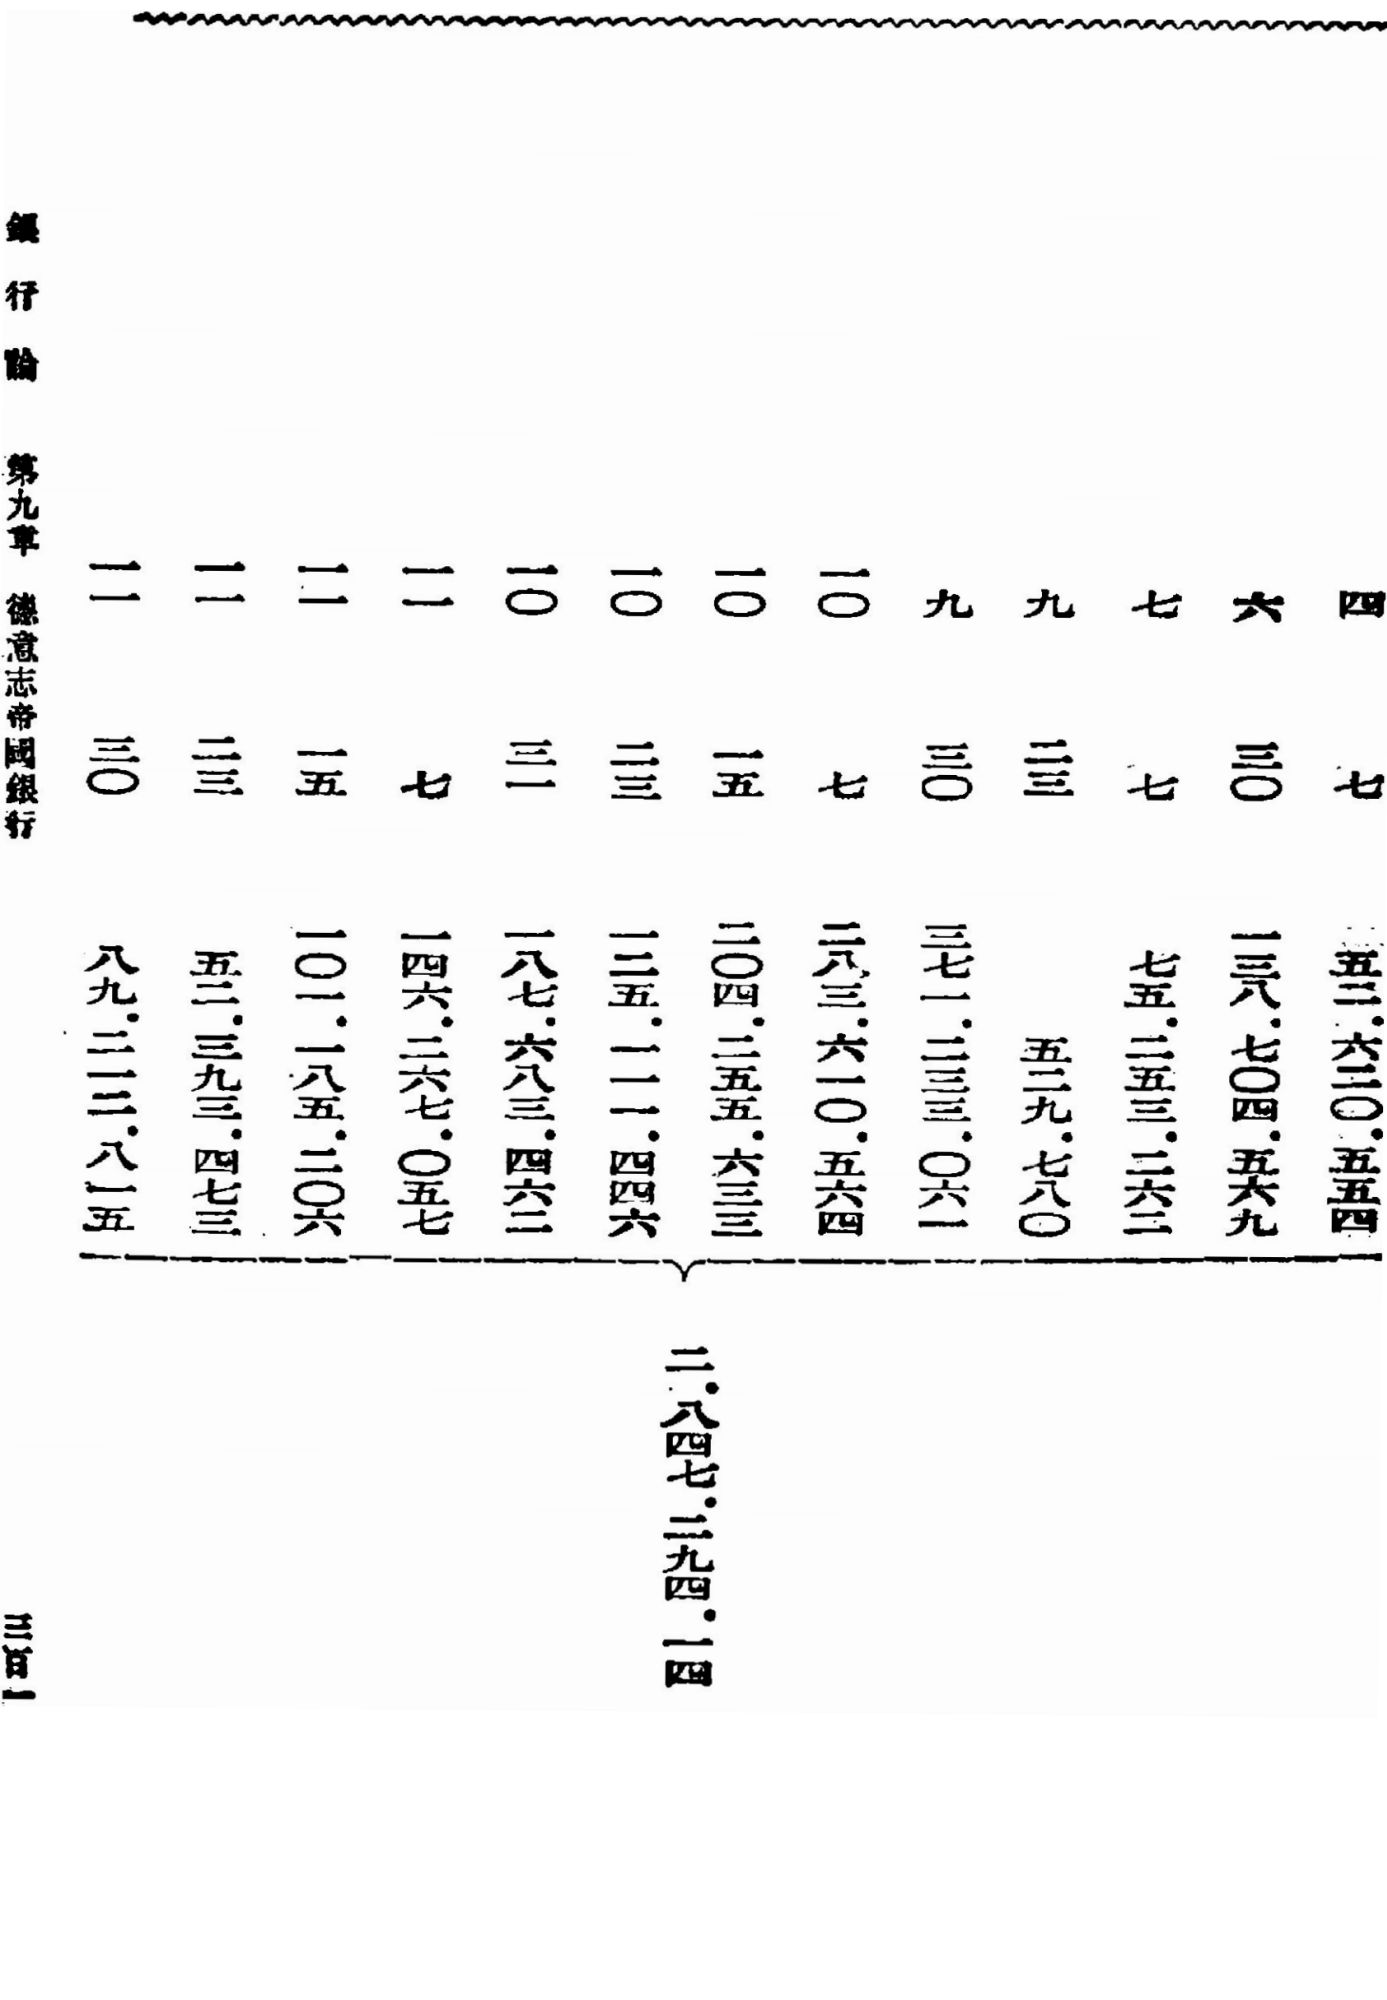 四 七 五二.六二〇.五五四
六 三〇 一三八.七〇四.五六九
七 七 七五.二五三.二六二
九 二三 五二九.七八〇
九 三〇 三七一.二三三.〇六一
一〇 七 二八三.六一〇.五六四
一〇 一五 二〇四.二五五.六三三
一〇 二三 一二五.一一一.四四六
一〇 三一 一八七.六八三.四六二
一一 七 一四六.二六七.〇五七
一一 一五 一〇一.一八五.二〇六
一一 二三 五二.三九三.四七三
一一 三〇 八九.二一二.八一五
二.八四七.二九四.一四
銀行論 第九章 德意志帝國銀行 三百一